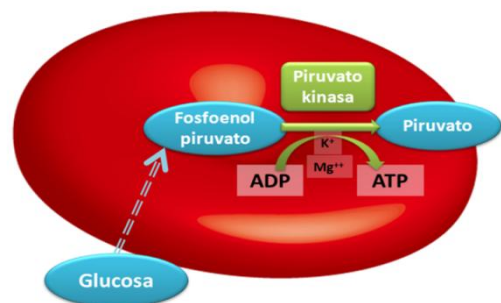 Piruvato
kinasa
Fosfoenol
piruvato
Piruvato
K⁺
Mg⁺⁺
ADP
ATP
Glucosa